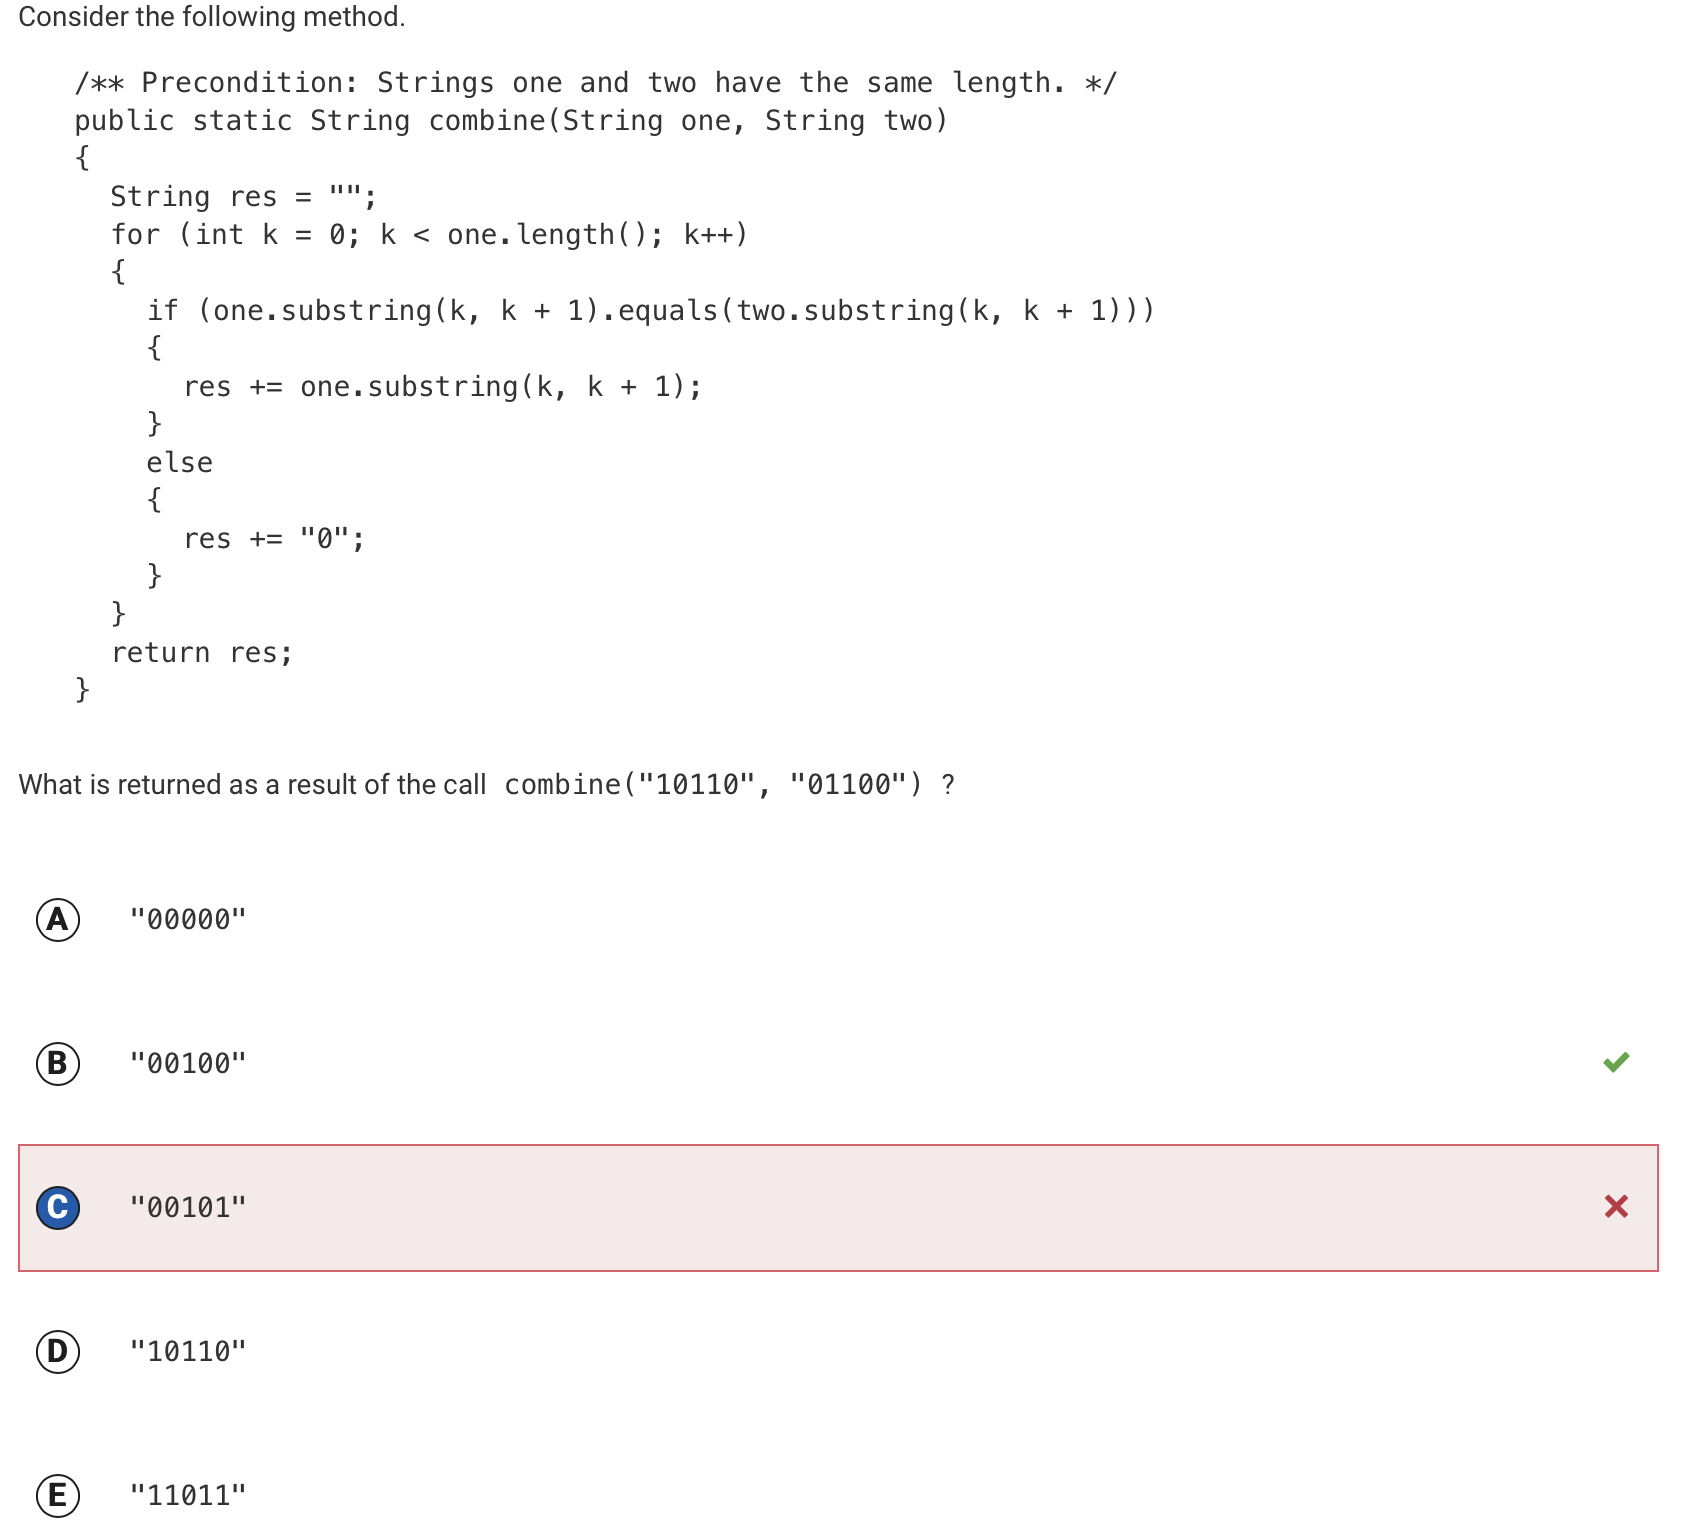 Consider the following method.
/** Precondition: Strings one and two have the same length. */
public static String combine(String one, String two)
{
String res = "";
for (int k = 0; k < one.length(); k++)
{
if (one.substring(k, k + 1).equals(two.substring(k, k + 1)))
{
res += one.substring(k, k + 1);
}
else
{
res += "0";
}
}
return res;
}
What is returned as a result of the call combine("10110", "01100") ?
A "00000"
B "00100"
C "00101"
D "10110"
E "11011"